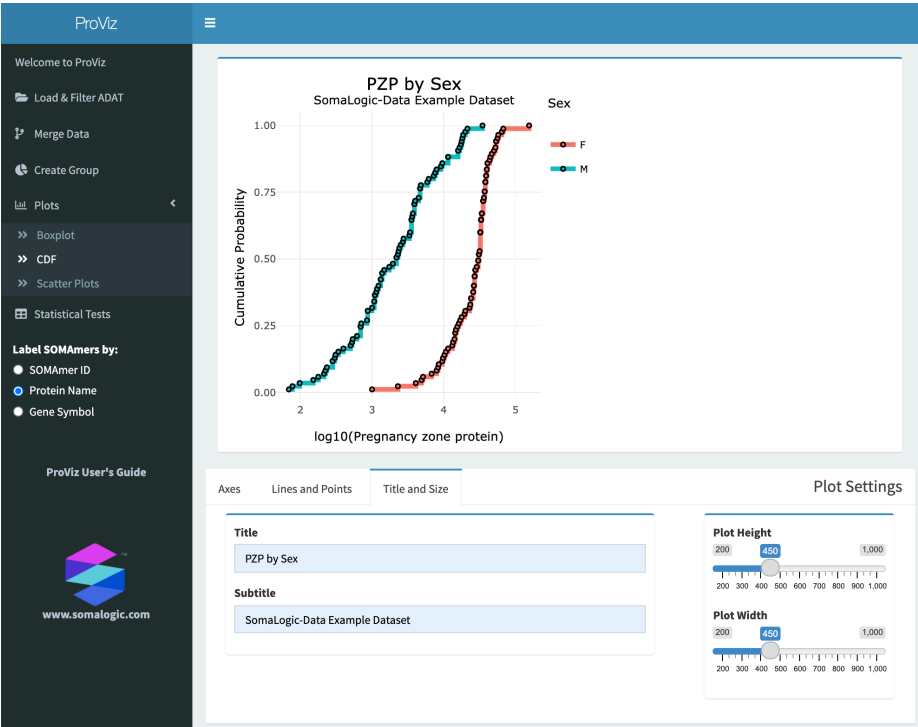 ProViz
Welcome to ProViz
Load & Filter ADAT
Merge Data
Create Group
Plots
Boxplot
CDF
Scatter Plots
Statistical Tests
Label SOMAmers by:
SOMAmer ID
Protein Name
Gene Symbol
ProViz User's Guide
™
www.somalogic.com
PZP by Sex
SomaLogic-Data Example Dataset
Sex
F
M
Cumulative Probability
1.00
0.75
0.50
0.25
0.00
2 3 4 5
log10(Pregnancy zone protein)
Axes Lines and Points Title and Size Plot Settings
Title
PZP by Sex
Subtitle
SomaLogic-Data Example Dataset
Plot Height
200 450 1,000
200 300 400 500 600 700 800 900 1,000
Plot Width
200 450 1,000
200 300 400 500 600 700 800 900 1,000